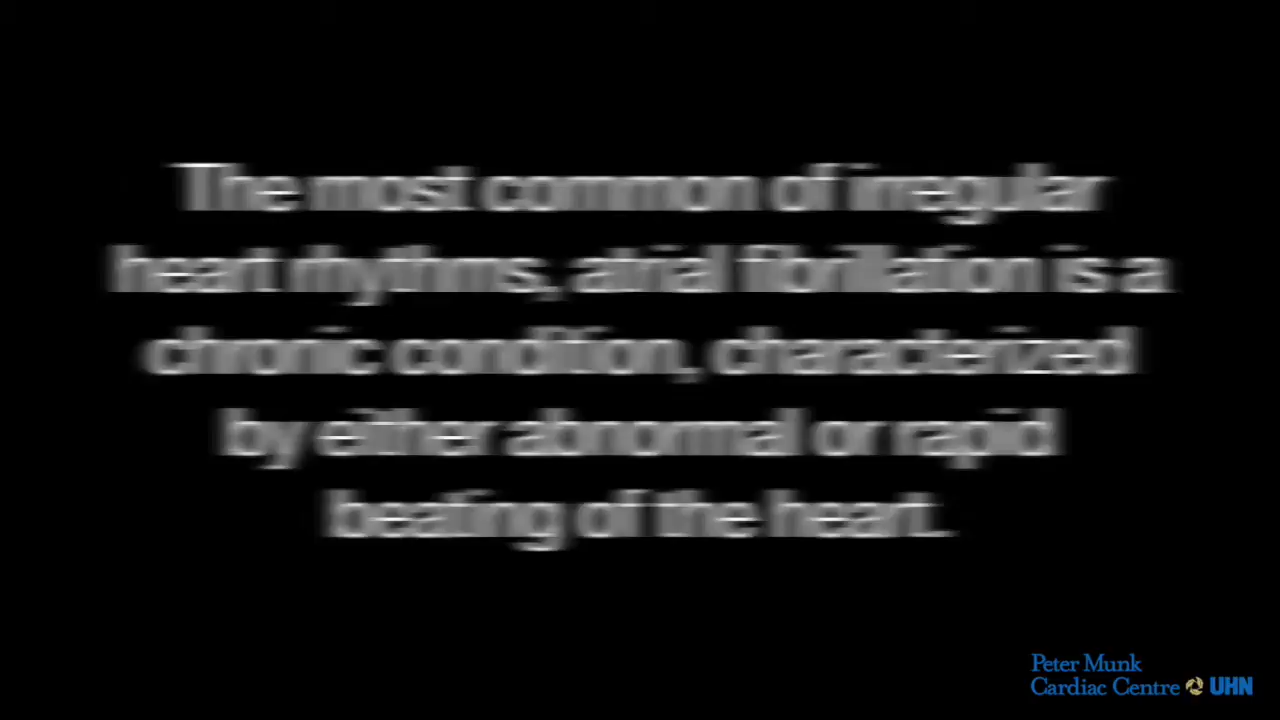 The most common of irregular
heart rhythms, atrial fibrillation is a
chronic condition, characterized
by either abnormal or rapid
beating of the heart.
Peter Munk
Cardiac Centre UHN